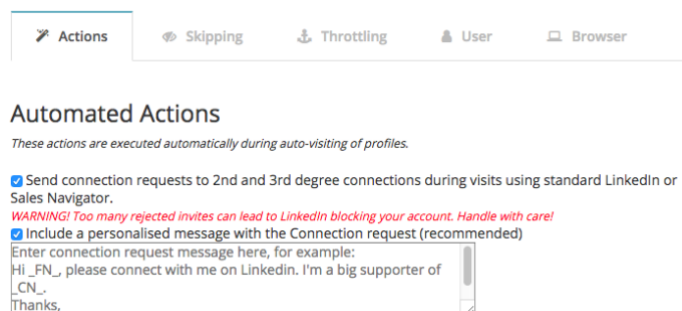 Actions
Skipping
Throttling
User
Browser
Automated Actions
These actions are executed automatically during auto-visiting of profiles.
Send connection requests to 2nd and 3rd degree connections during visits using standard LinkedIn or
Sales Navigator.
WARNING! Too many rejected invites can lead to LinkedIn blocking your account. Handle with care!
Include a personalised message with the Connection request (recommended)
Enter connection request message here, for example:
Hi _FN_, please connect with me on Linkedin. I'm a big supporter of
_CN_.
Thanks,